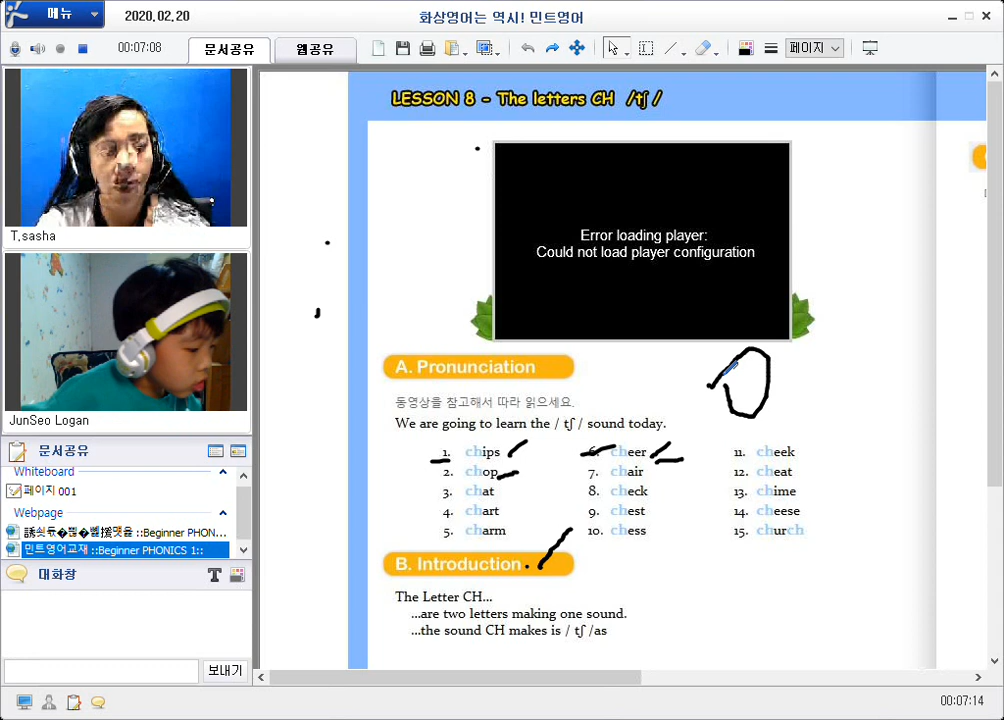 메뉴
2020,02,20
화상영어는 역시! 민트영어
00:07:08
문서공유
웹공유
페이지
T,sasha
JunSeo Logan
문서공유
Whiteboard
페이지 001
Webpage
::Beginner PHON...
민트영어교재 ::Beginner PHONICS 1::
대화창
보내기
LESSON 8 - The letters CH /tʃ/
Error loading player:
Could not load player configuration
A. Pronunciation
동영상을 참고해서 따라 읽으세요.
We are going to learn the / tʃ / sound today.
1. chips
2. chop
3. chat
4. chart
5. charm
6. cheer
7. chair
8. check
9. chest
10. chess
11. cheek
12. cheat
13. chime
14. cheese
15. church
B. Introduction
The Letter CH...
...are two letters making one sound.
...the sound CH makes is / tʃ /as
00:07:14